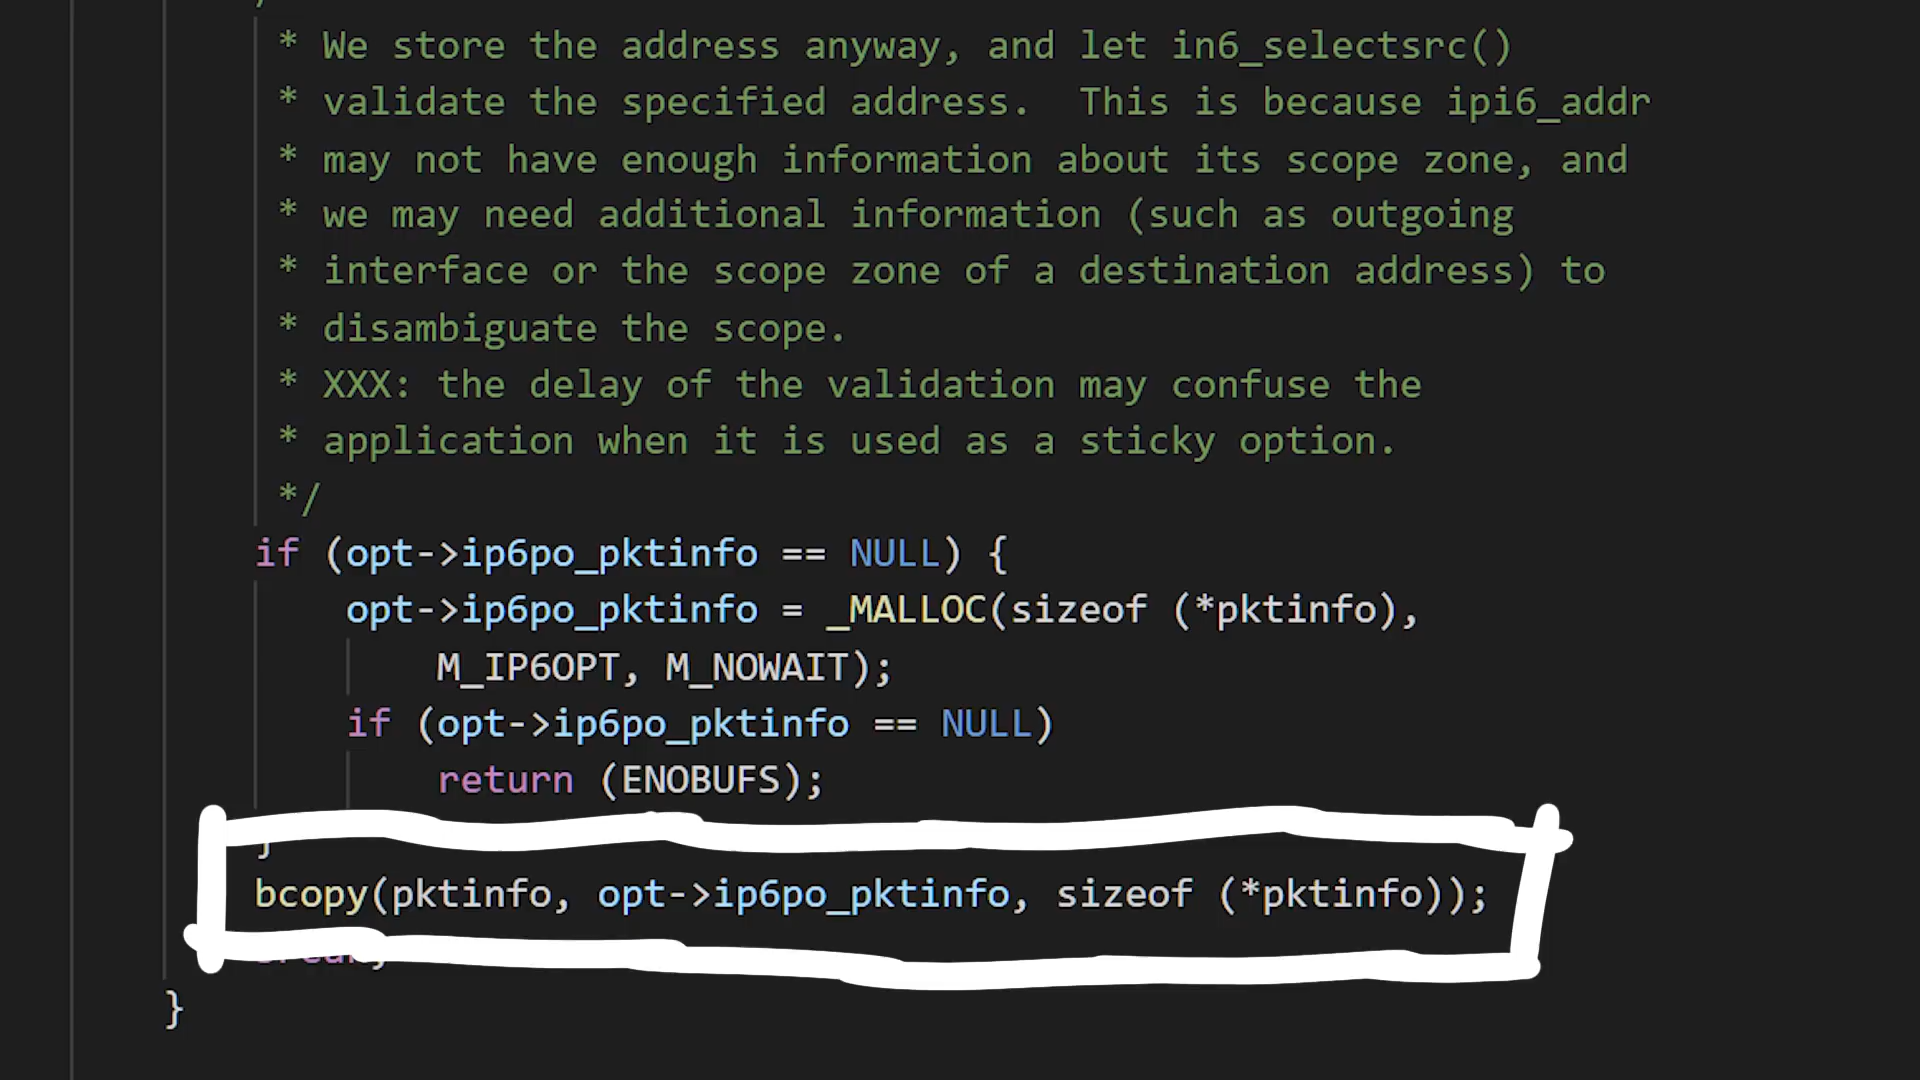 * We store the address anyway, and let in6_selectsrc()
* validate the specified address.  This is because ipi6_addr
* may not have enough information about its scope zone, and
* we may need additional information (such as outgoing
* interface or the scope zone of a destination address) to
* disambiguate the scope.
* XXX: the delay of the validation may confuse the
* application when it is used as a sticky option.
*/
if (opt->ip6po_pktinfo == NULL) {
opt->ip6po_pktinfo = _MALLOC(sizeof (*pktinfo),
M_IP6OPT, M_NOWAIT);
if (opt->ip6po_pktinfo == NULL)
return (ENOBUFS);
}
bcopy(pktinfo, opt->ip6po_pktinfo, sizeof (*pktinfo));
}